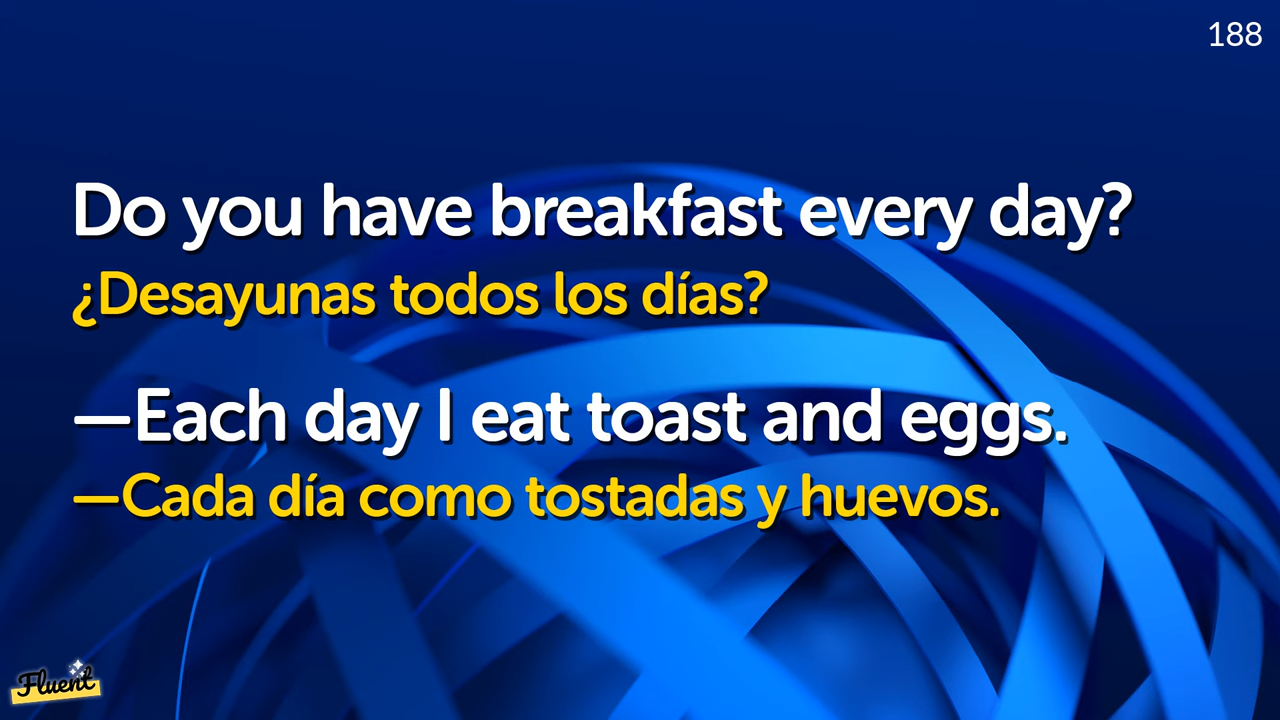 188
Do you have breakfast every day?
¿Desayunas todos los días?
—Each day I eat toast and eggs.
—Cada día como tostadas y huevos.
Fluent